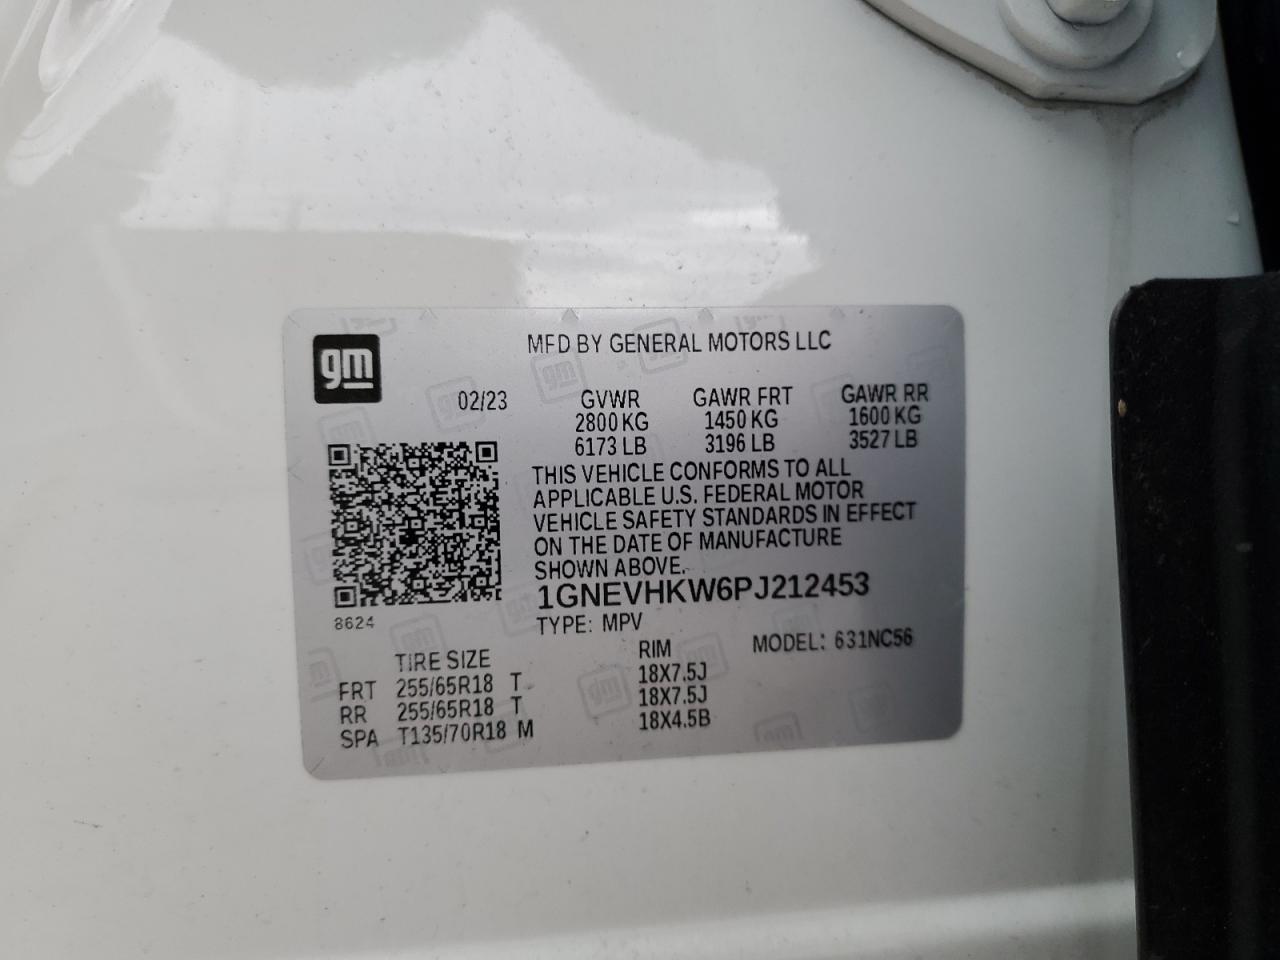 gm
MFD BY GENERAL MOTORS LLC
02/23 GVWR GAWR FRT GAWR RR
2800 KG 1450 KG 1600 KG
6173 LB 3196 LB 3527 LB
THIS VEHICLE CONFORMS TO ALL
APPLICABLE U.S. FEDERAL MOTOR
VEHICLE SAFETY STANDARDS IN EFFECT
ON THE DATE OF MANUFACTURE
SHOWN ABOVE.
1GNEVHKW6PJ212453
8624
TYPE: MPV
MODEL: 631NC56
TIRE SIZE RIM
FRT 255/65R18 T 18X7.5J
RR 255/65R18 T 18X7.5J
SPA T135/70R18 M 18X4.5B